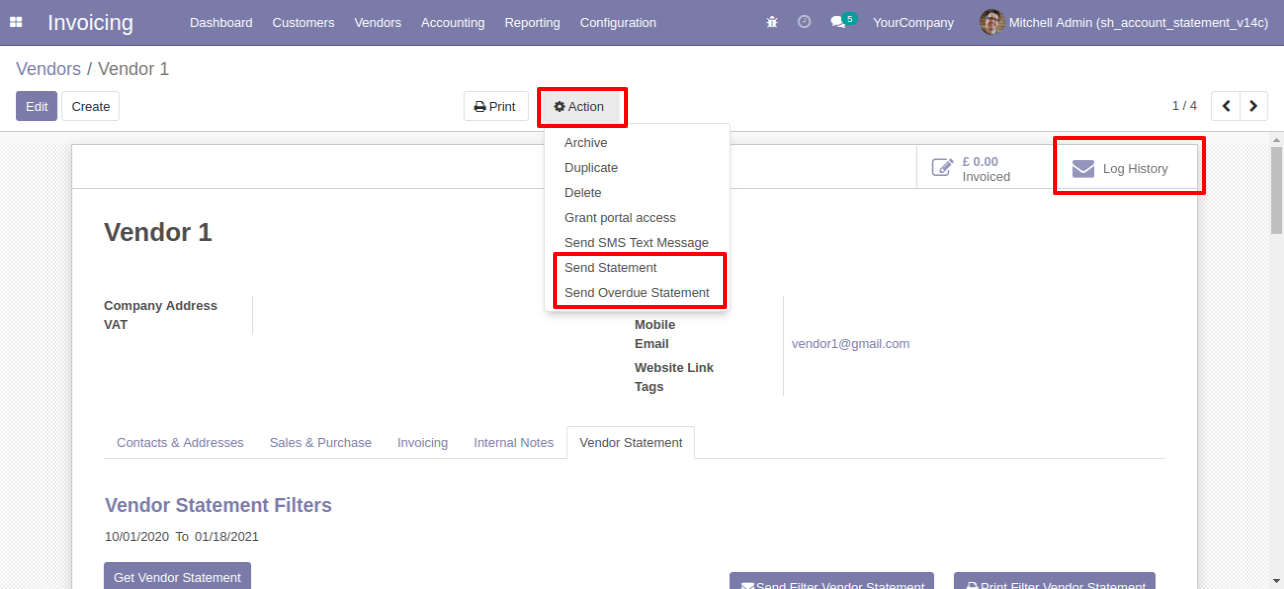 Invoicing Dashboard Customers Vendors Accounting Reporting Configuration 5 YourCompany Mitchell Admin (sh_account_statement_v14c)
Vendors / Vendor 1
Edit Create Print Action 1 / 4
Archive
Duplicate
Delete
Grant portal access
Send SMS Text Message
Send Statement
Send Overdue Statement
£ 0.00
Invoiced
Log History
Vendor 1
Company Address
VAT
Mobile
Email vendor1@gmail.com
Website Link
Tags
Contacts & Addresses Sales & Purchase Invoicing Internal Notes Vendor Statement
Vendor Statement Filters
10/01/2020 To 01/18/2021
Get Vendor Statement
Send Filter Vendor Statement Print Filter Vendor Statement